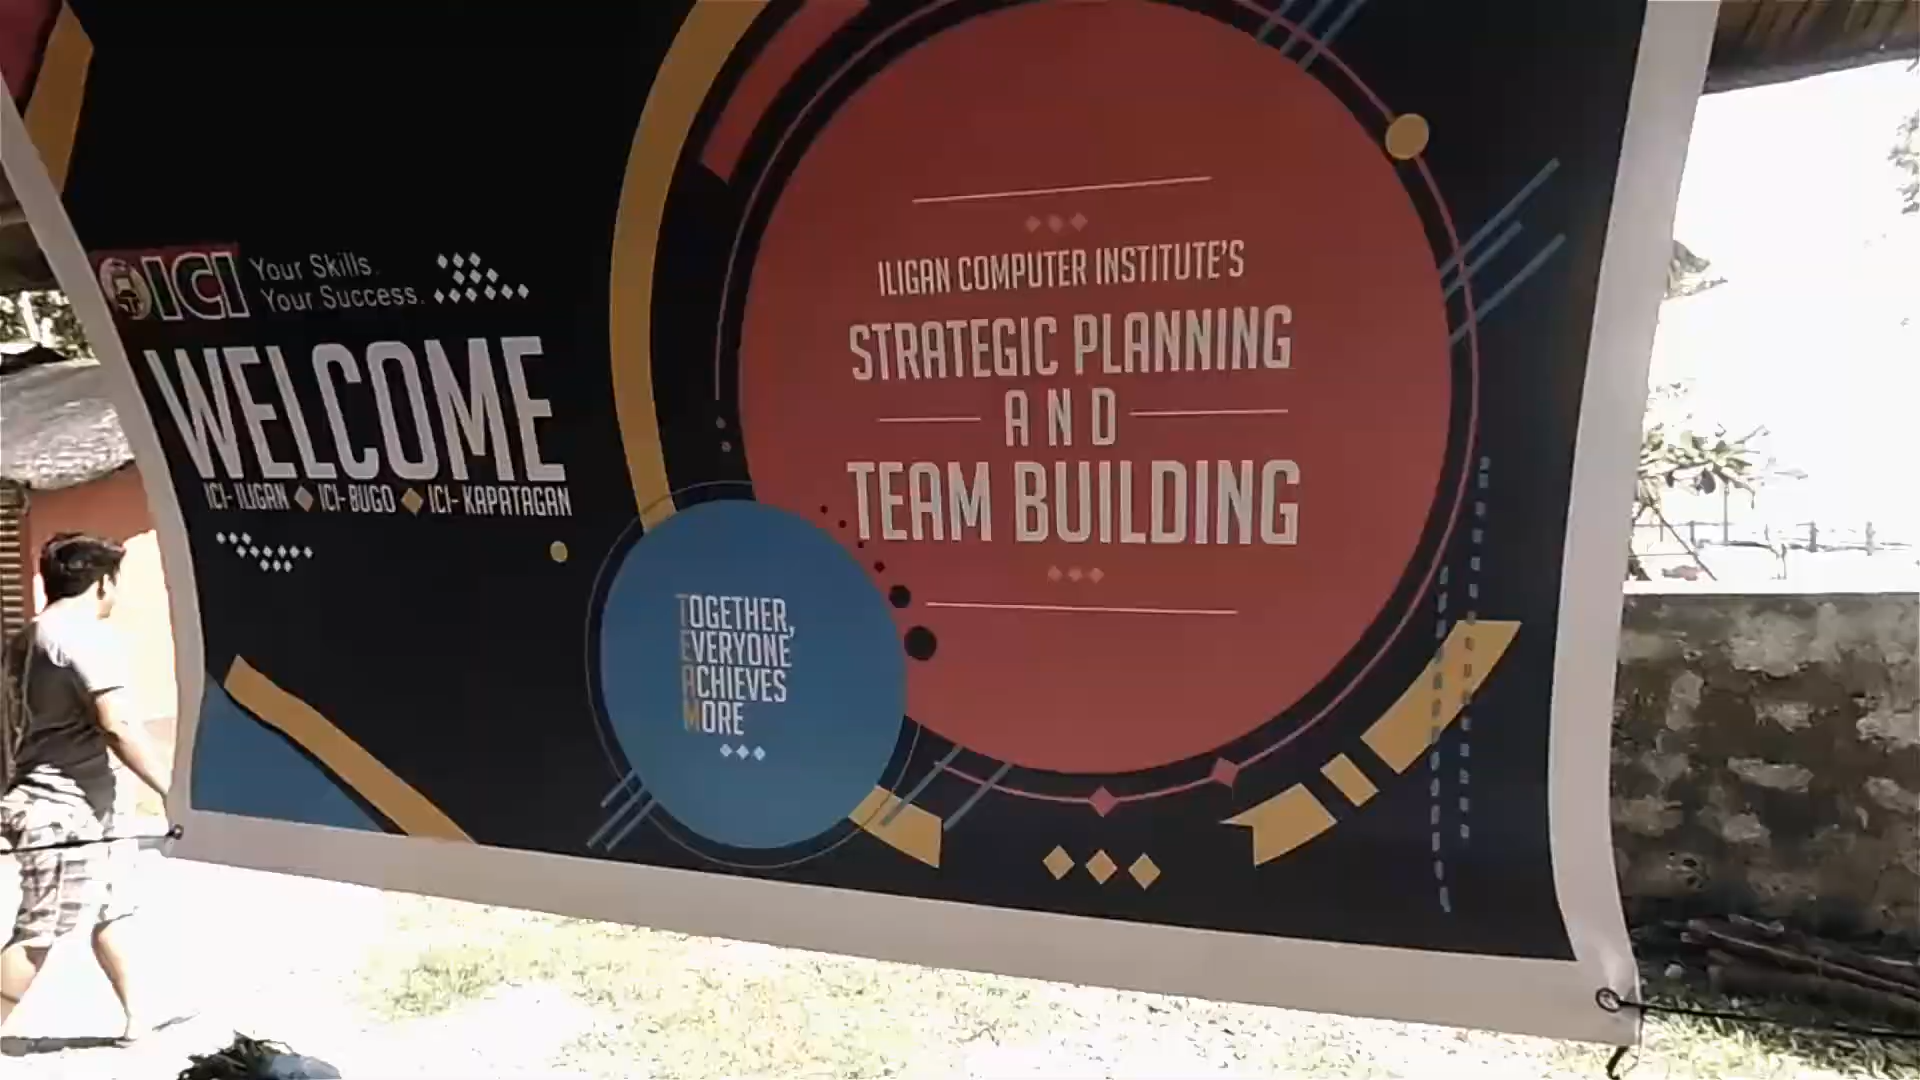 ICI
Your Skills.
Your Success.
WELCOME
ICI- ILIGAN ICI- BUGO ICI- KAPATAGAN
ILIGAN COMPUTER INSTITUTE'S
STRATEGIC PLANNING
AND
TEAM BUILDING
TOGETHER,
EVERYONE
ACHIEVES
MORE